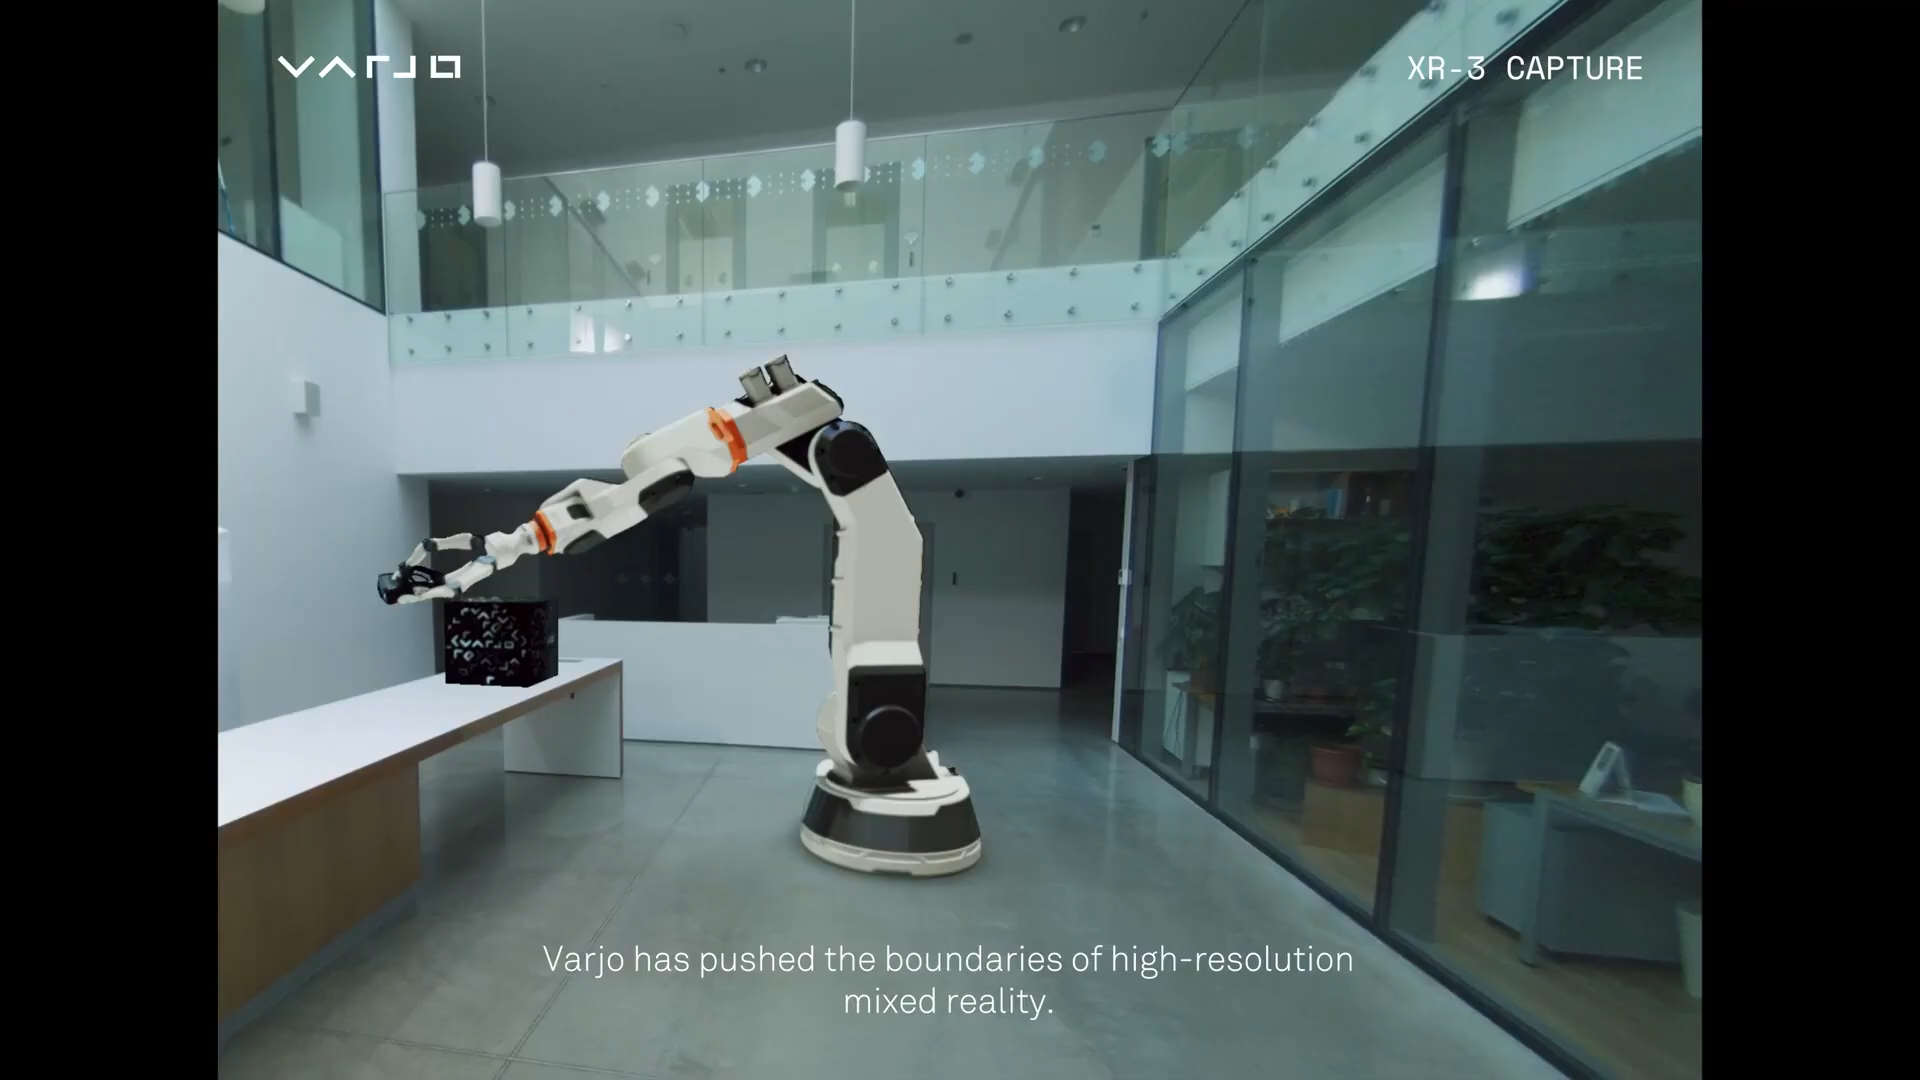 VARJO
XR-3 CAPTURE
Varjo has pushed the boundaries of high-resolution
mixed reality.